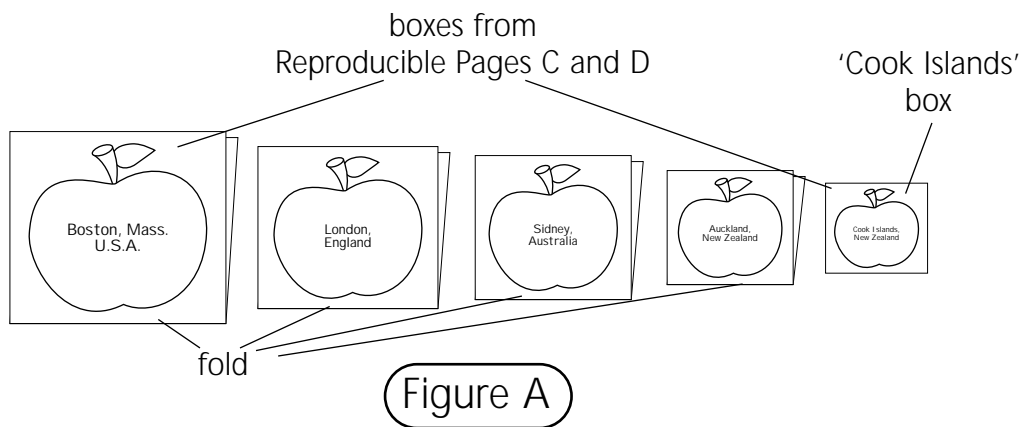 boxes from
Reproducible Pages C and D
'Cook Islands'
box
Boston, Mass.
U.S.A.
London,
England
Sidney,
Australia
Auckland,
New Zealand
Cook Islands,
New Zealand
fold
Figure A